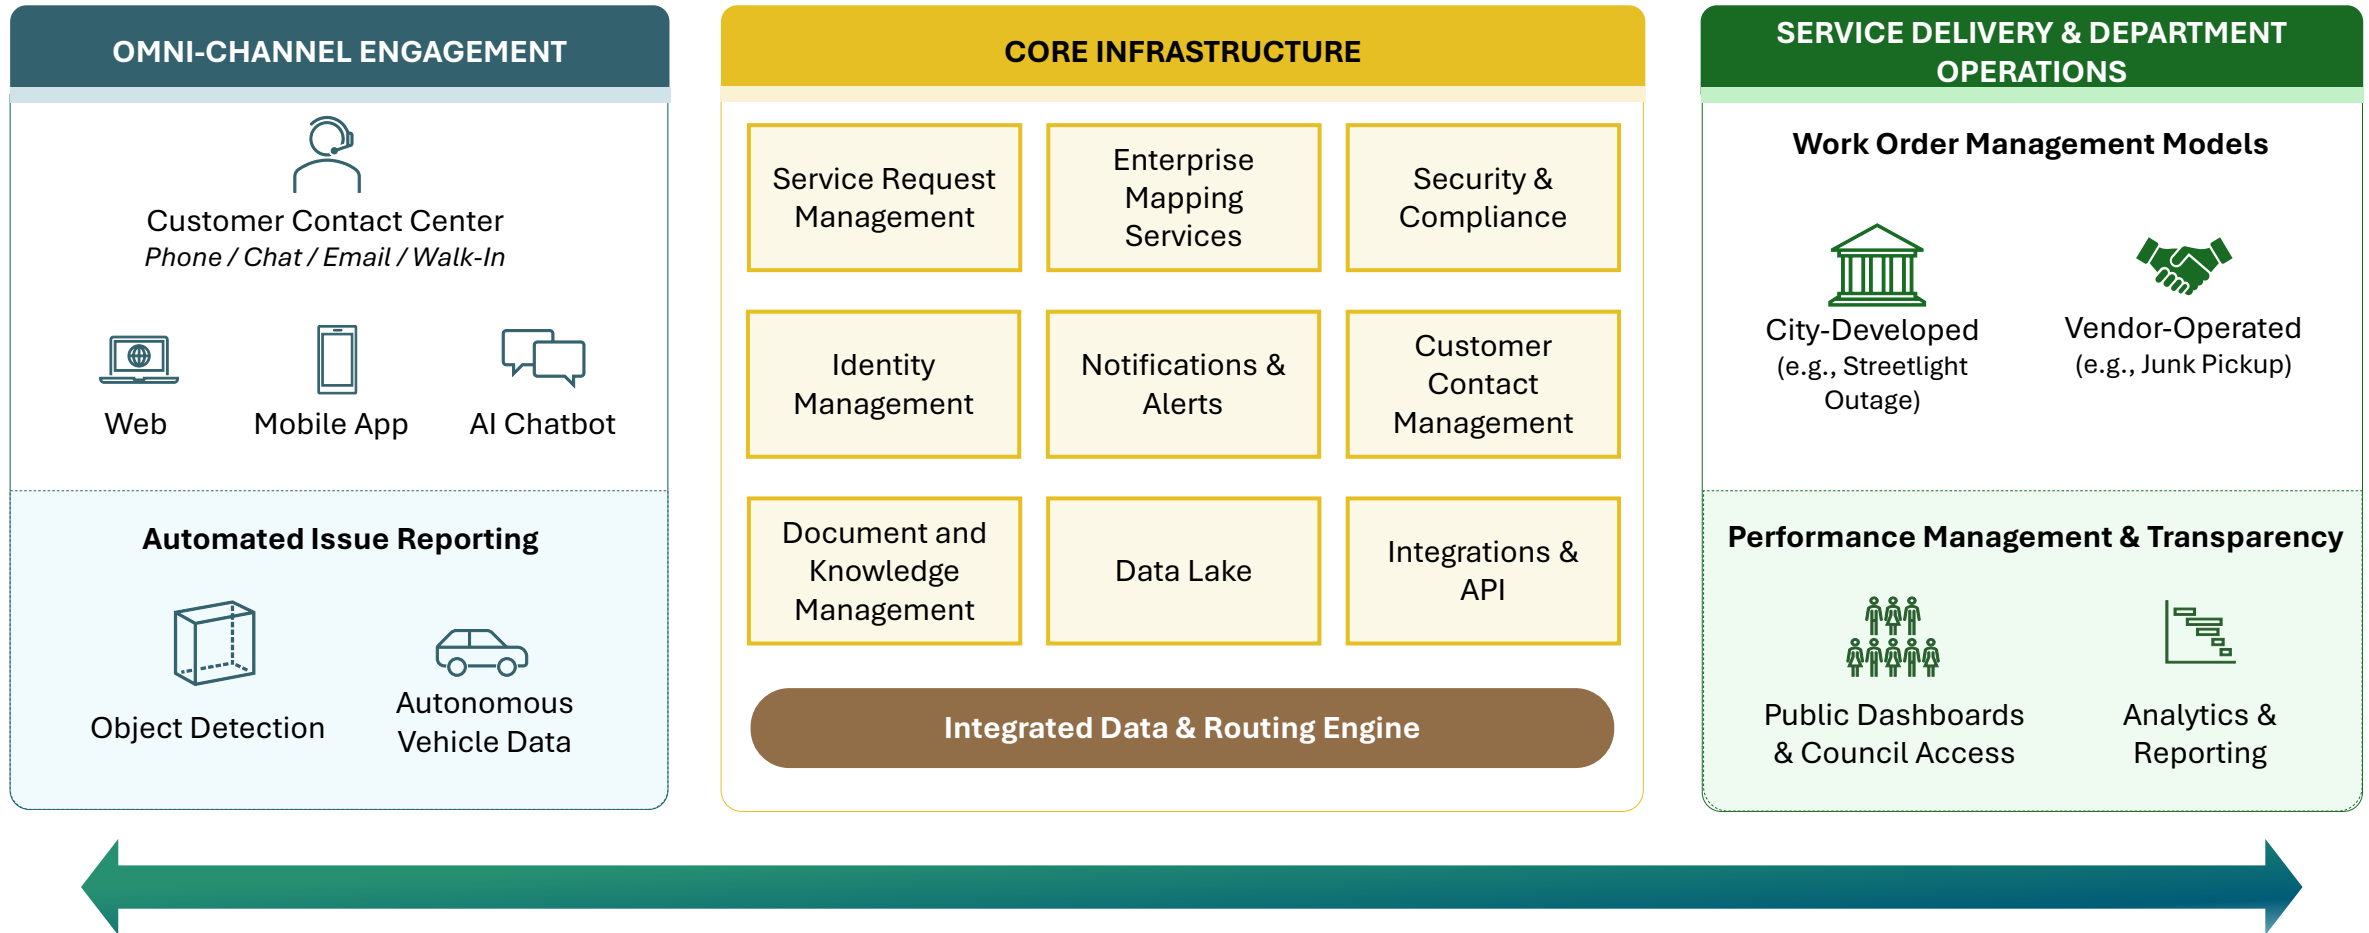 OMNI-CHANNEL ENGAGEMENT
Customer Contact Center
Phone / Chat / Email / Walk-In
Web
Mobile App
AI Chatbot
Automated Issue Reporting
Object Detection
Autonomous
Vehicle Data
CORE INFRASTRUCTURE
Service Request
Management
Enterprise
Mapping
Services
Security &
Compliance
Identity
Management
Notifications &
Alerts
Customer
Contact
Management
Document and
Knowledge
Management
Data Lake
Integrations &
API
Integrated Data & Routing Engine
SERVICE DELIVERY & DEPARTMENT
OPERATIONS
Work Order Management Models
City-Developed
(e.g., Streetlight
Outage)
Vendor-Operated
(e.g., Junk Pickup)
Performance Management & Transparency
Public Dashboards
& Council Access
Analytics &
Reporting